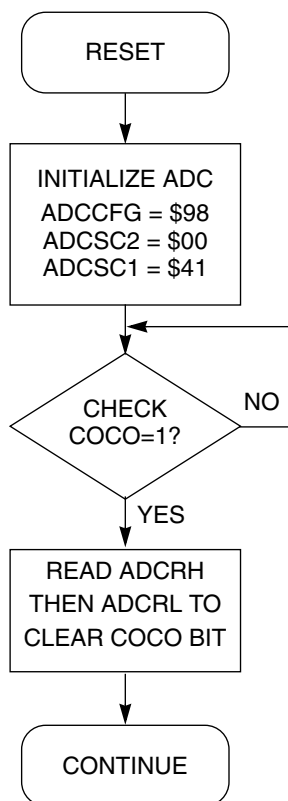 RESET
INITIALIZE ADC
ADCCFG = $98
ADCSC2 = $00
ADCSC1 = $41
CHECK
COCO=1?
NO
YES
READ ADCRH
THEN ADCRL TO
CLEAR COCO BIT
CONTINUE